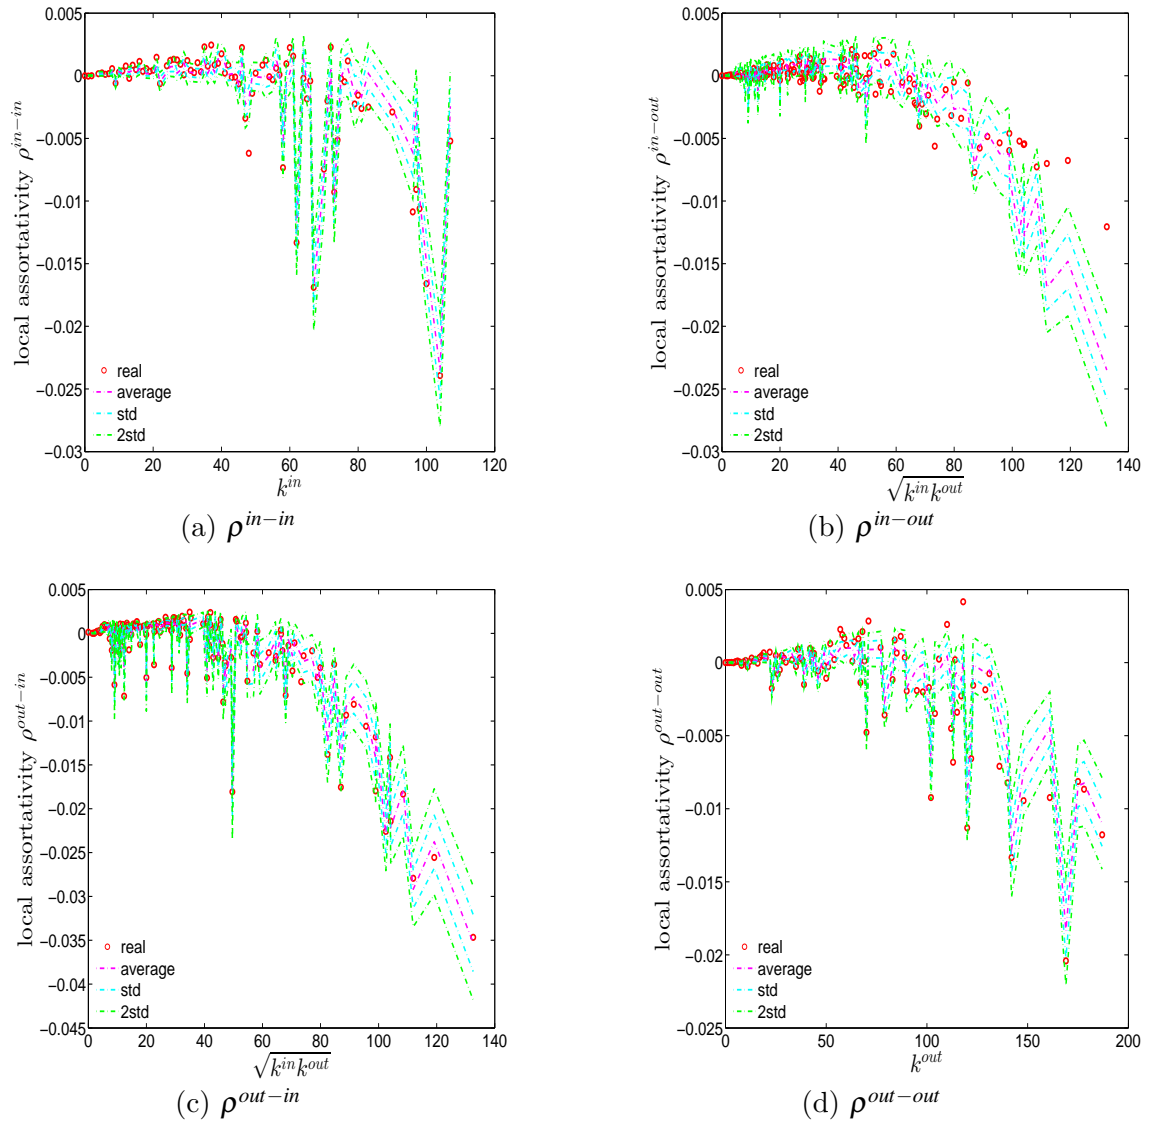 0.005
0
−0.005
−0.01
−0.015
−0.02
−0.025
−0.03
0 20 40 60 80 100 120
local assortativity ρ^{in−in}
k^{in}
real
average
std
2std
(a) ρ^{in−in}
0.005
0
−0.005
−0.01
−0.015
−0.02
−0.025
−0.03
0 20 40 60 80 100 120 140
local assortativity ρ^{in−out}
√k^{in}k^{out}
real
average
std
2std
(b) ρ^{in−out}
0.005
0
−0.005
−0.01
−0.015
−0.02
−0.025
−0.03
−0.035
−0.04
−0.045
0 20 40 60 80 100 120 140
local assortativity ρ^{out−in}
√k^{in}k^{out}
real
average
std
2std
(c) ρ^{out−in}
0.005
0
−0.005
−0.01
−0.015
−0.02
−0.025
0 50 100 150 200
local assortativity ρ^{out−out}
k^{out}
real
average
std
2std
(d) ρ^{out−out}